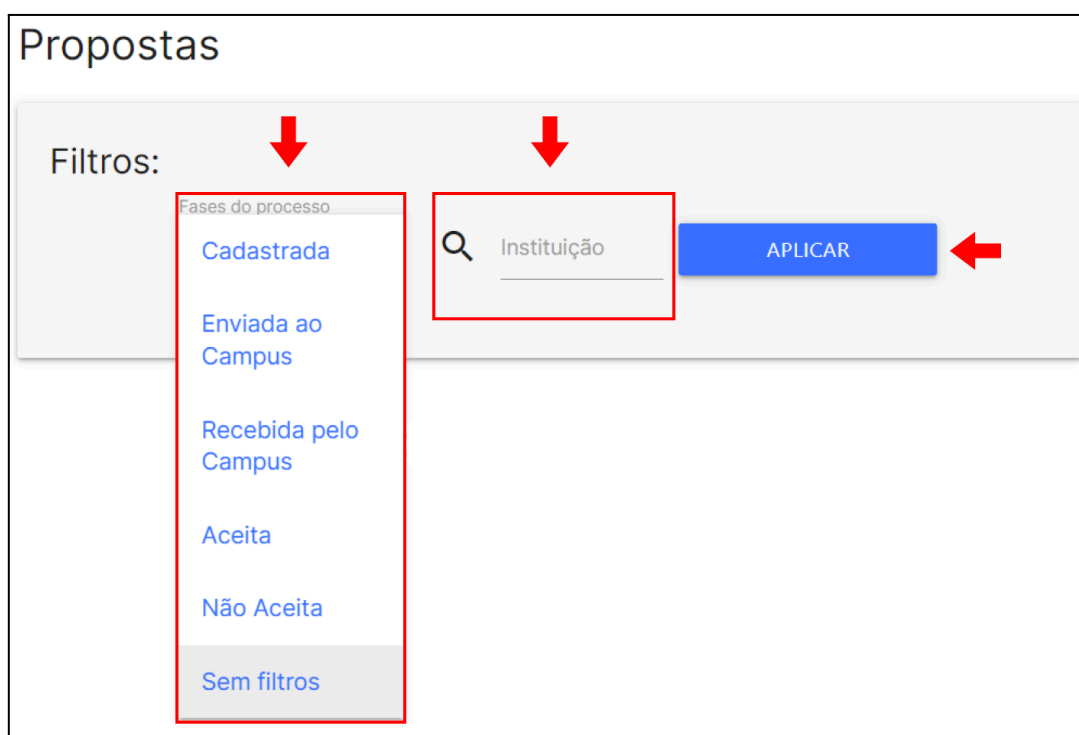 Propostas
Filtros:
Fases do processo
Cadastrada
Enviada ao
Campus
Recebida pelo
Campus
Aceita
Não Aceita
Sem filtros
Instituição
APLICAR